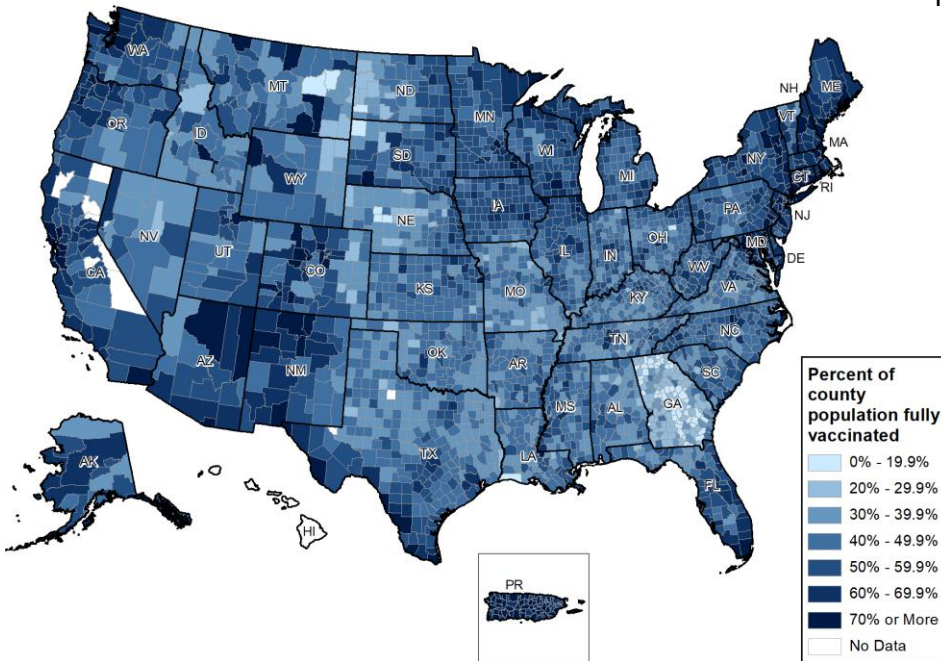 WA
MT
ND
MN
NH
ME
VT
OR
ID
SD
WI
MI
NY
MA
CT
RI
WY
IA
PA
NJ
NE
NV
UT
CO
IL
IN
OH
MD
DE
WV
VA
CA
KS
MO
KY
AZ
NM
OK
AR
TN
NC
SC
MS
AL
GA
TX
LA
FL
AK
HI
PR
Percent of
county
population fully
vaccinated
0% - 19.9%
20% - 29.9%
30% - 39.9%
40% - 49.9%
50% - 59.9%
60% - 69.9%
70% or More
No Data